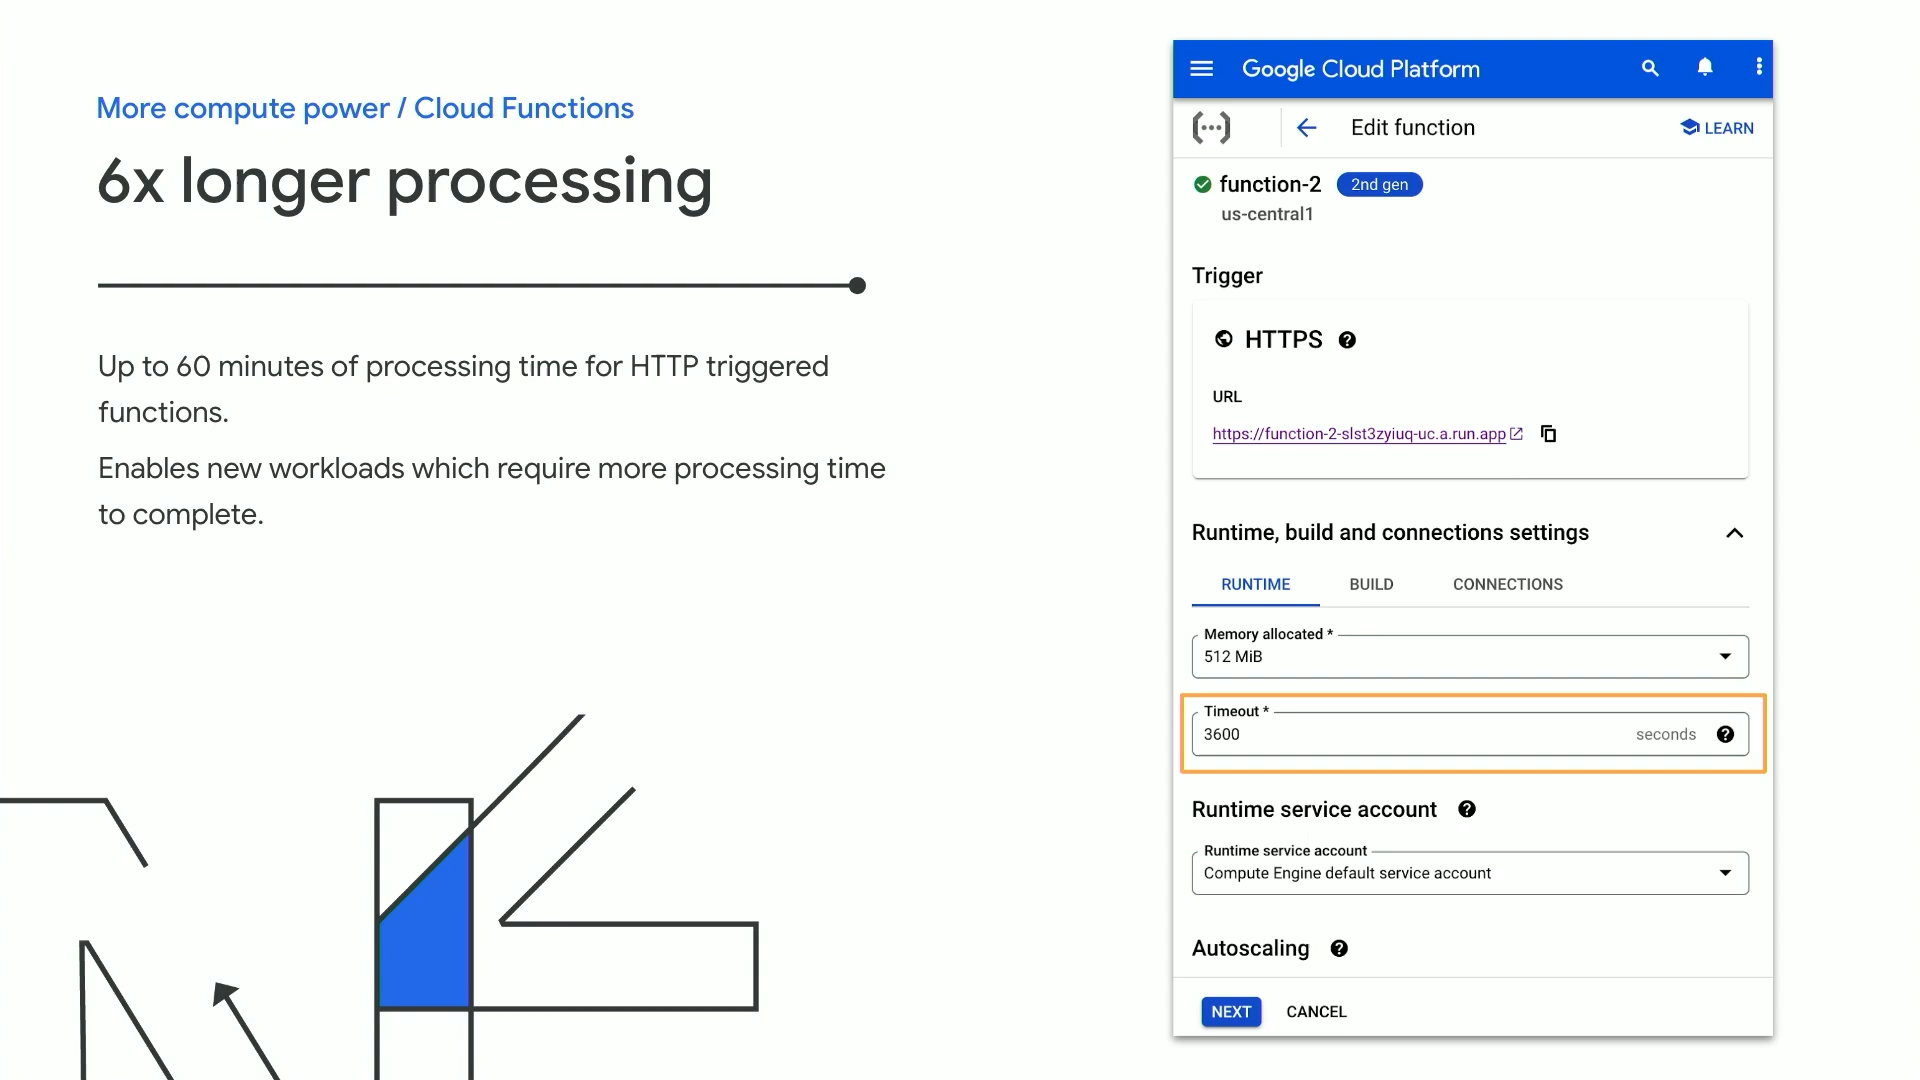 More compute power / Cloud Functions
6x longer processing
Up to 60 minutes of processing time for HTTP triggered
functions.
Enables new workloads which require more processing time
to complete.
Google Cloud Platform
Edit function
LEARN
function-2 2nd gen
us-central1
Trigger
HTTPS
URL
https://function-2-slst3zyiuq-uc.a.run.app
Runtime, build and connections settings
RUNTIME BUILD CONNECTIONS
Memory allocated *
512 MiB
Timeout *
3600 seconds
Runtime service account
Runtime service account
Compute Engine default service account
Autoscaling
NEXT CANCEL